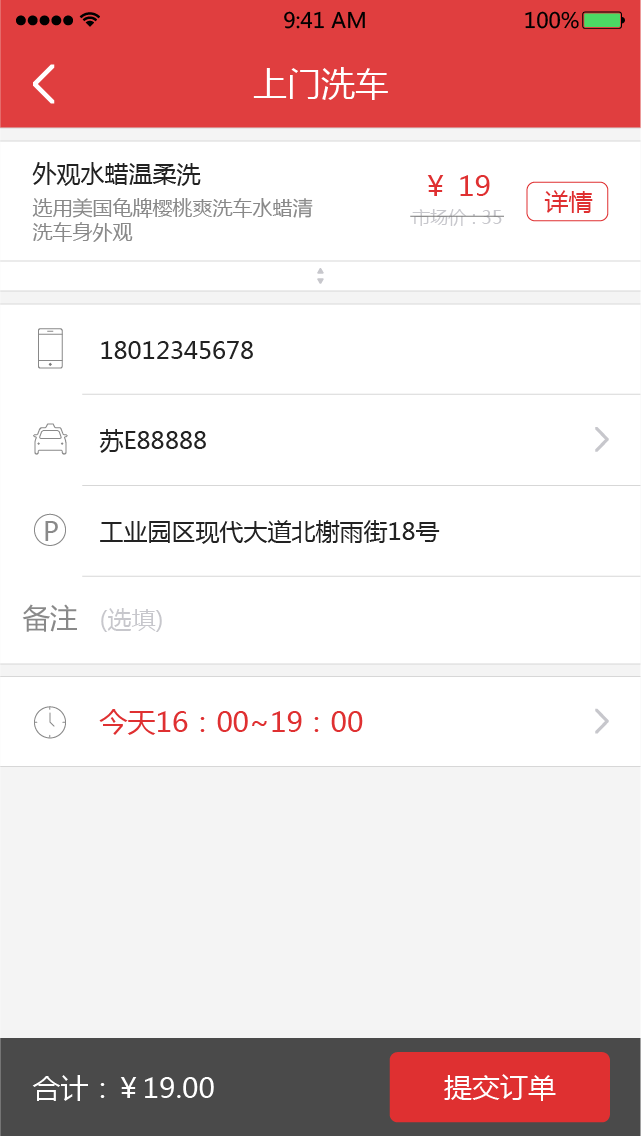 9:41 AM
100%
上门洗车
外观水蜡温柔洗
选用美国龟牌樱桃爽洗车水蜡清
洗车身外观
¥ 19
市场价：35
详情
18012345678
苏E88888
P
工业园区现代大道北榭雨街18号
备注 (选填)
今天16：00~19：00
合计：¥19.00
提交订单